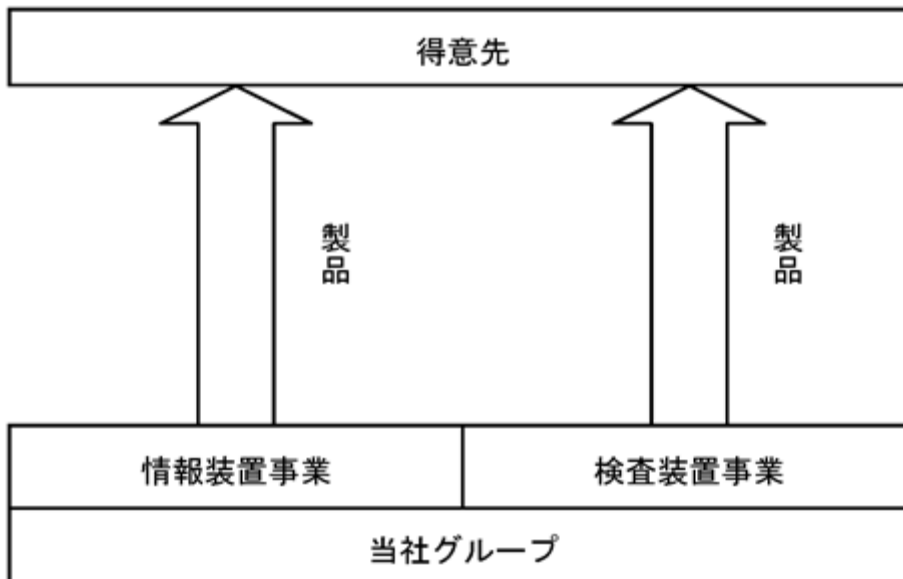 得意先
製品
製品
情報装置事業
検査装置事業
当社グループ